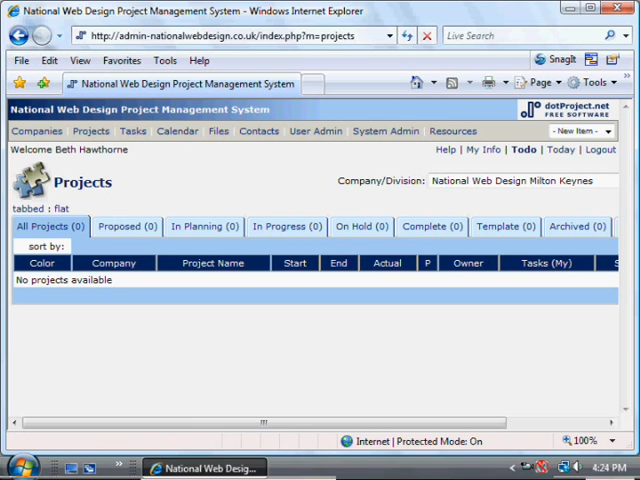 National Web Design Project Management System - Windows Internet Explorer
http://admin-nationalwebdesign.co.uk/index.php?m=projects
Live Search
File Edit View Favorites Tools Help
SnagIt
National Web Design Project Management System
Page Tools
National Web Design Project Management System
dotProject.net
FREE SOFTWARE
Companies Projects Tasks Calendar Files Contacts User Admin System Admin Resources
- New Item -
Welcome Beth Hawthorne
Help | My Info | Todo | Today | Logout
Projects
Company/Division: National Web Design Milton Keynes
tabbed : flat
All Projects (0) Proposed (0) In Planning (0) In Progress (0) On Hold (0) Complete (0) Template (0) Archived (0)
sort by:
Color Company Project Name Start End Actual P Owner Tasks (My) S
No projects available
Internet | Protected Mode: On
100%
National Web Desig...
4:24 PM